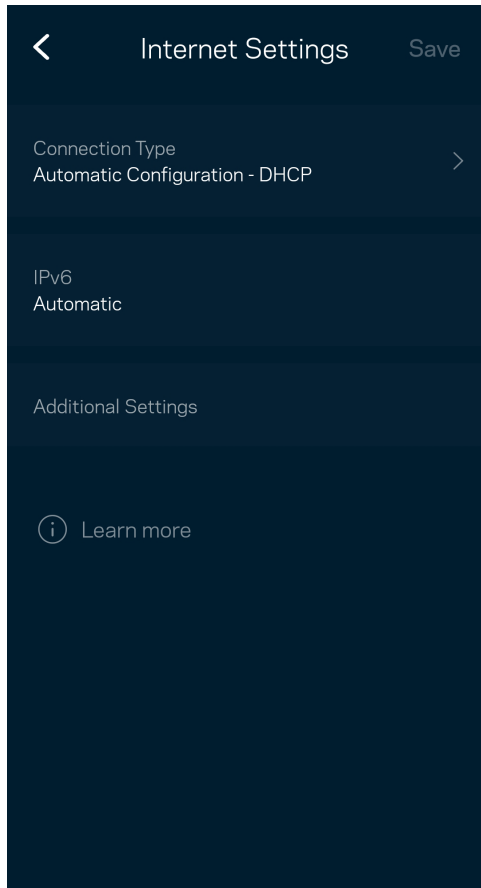 Internet Settings Save
Connection Type
Automatic Configuration - DHCP
IPv6
Automatic
Additional Settings
Learn more